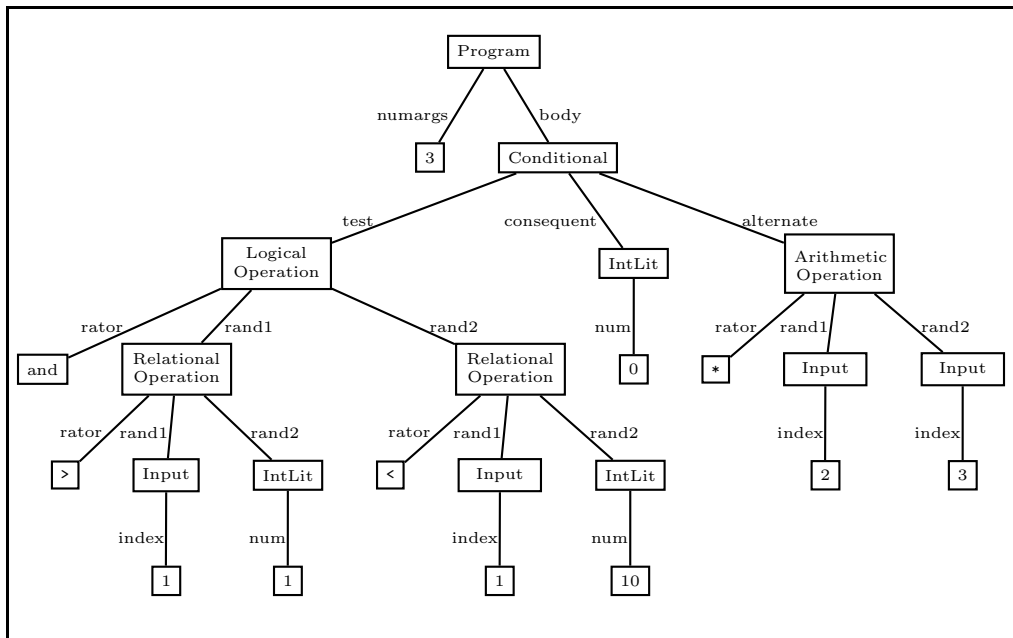 Program
numargs body
3 Conditional
test consequent alternate
Logical
Operation
IntLit
Arithmetic
Operation
rator rand1 rand2 num rator rand1 rand2
and
Relational
Operation
Relational
Operation
0 * Input Input
rator rand1 rand2 rator rand1 rand2 index index
> Input IntLit < Input IntLit 2 3
index num index num
1 1 1 10